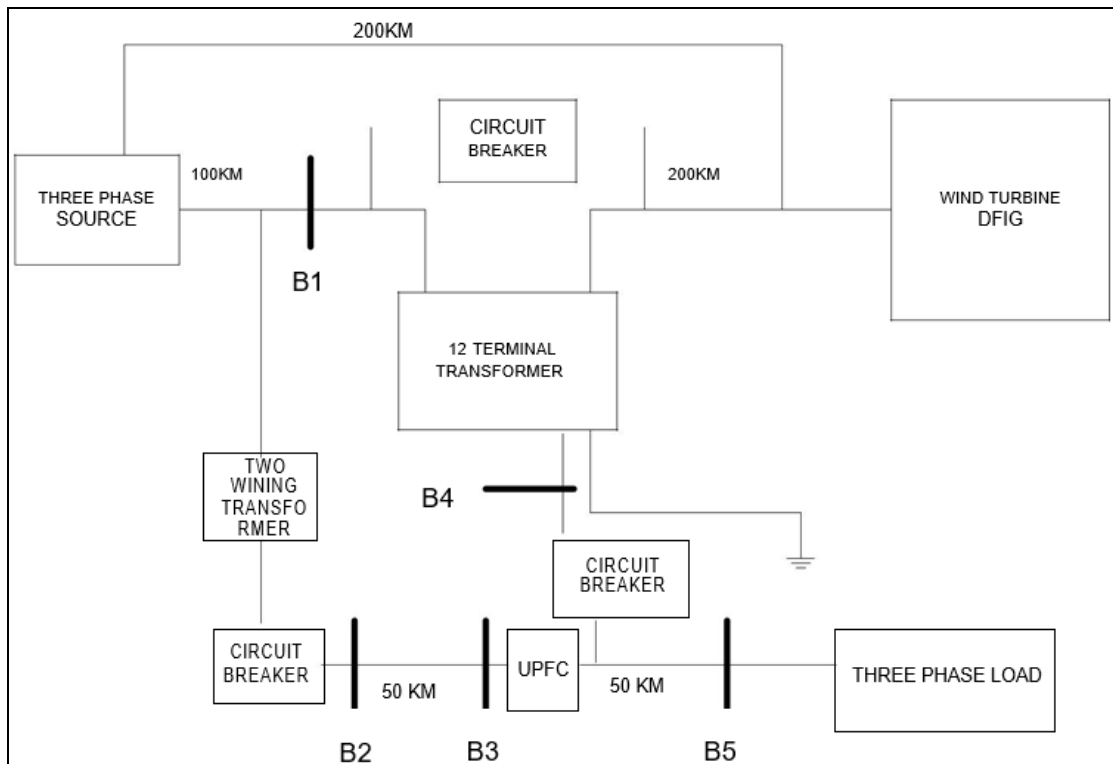 200KM
CIRCUIT
BREAKER
THREE PHASE
SOURCE
100KM
200KM
WIND TURBINE
DFIG
B1
12 TERMINAL
TRANSFORMER
TWO
WINING
TRANSFO
RMER
B4
CIRCUIT
BREAKER
CIRCUIT
BREAKER
50 KM
UPFC
50 KM
THREE PHASE LOAD
B2
B3
B5